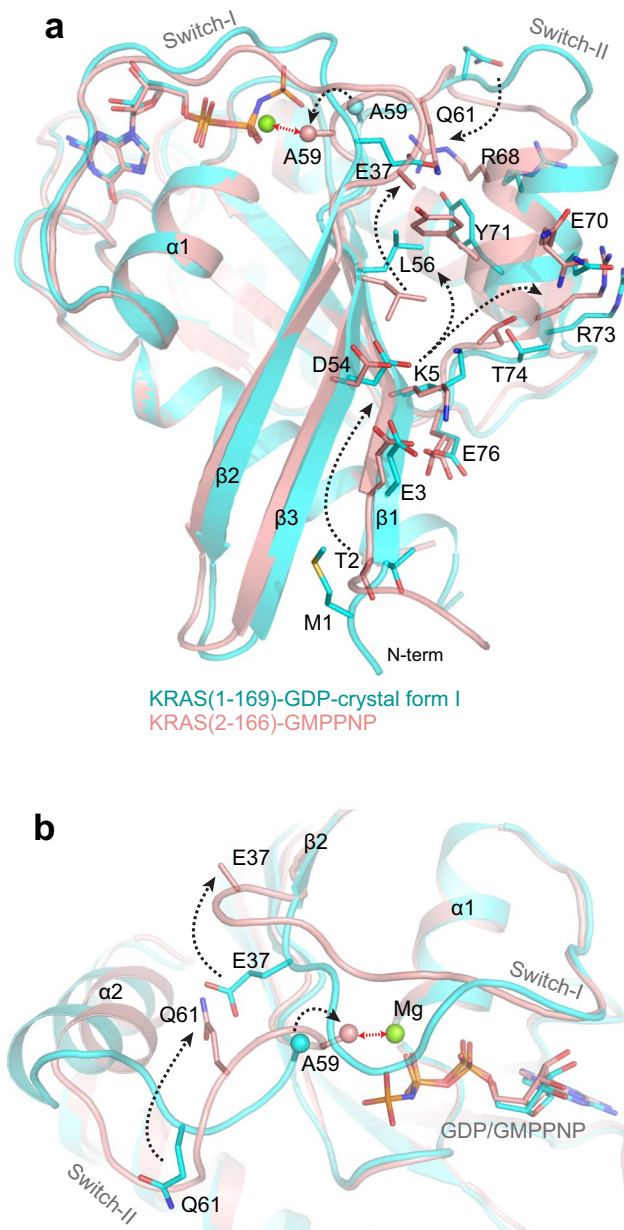 a
Switch-I
Switch-II
A59
Q61
A59
E37
R68
α1
Y71
E70
L56
R73
D54
K5
T74
E76
β2
E3
β3
β1
T2
M1
N-term
KRAS(1-169)-GDP-crystal form I
KRAS(2-166)-GMPPNP
b
β2
E37
α1
E37
Switch-I
α2
Q61
Mg
A59
GDP/GMPPNP
Switch-II
Q61